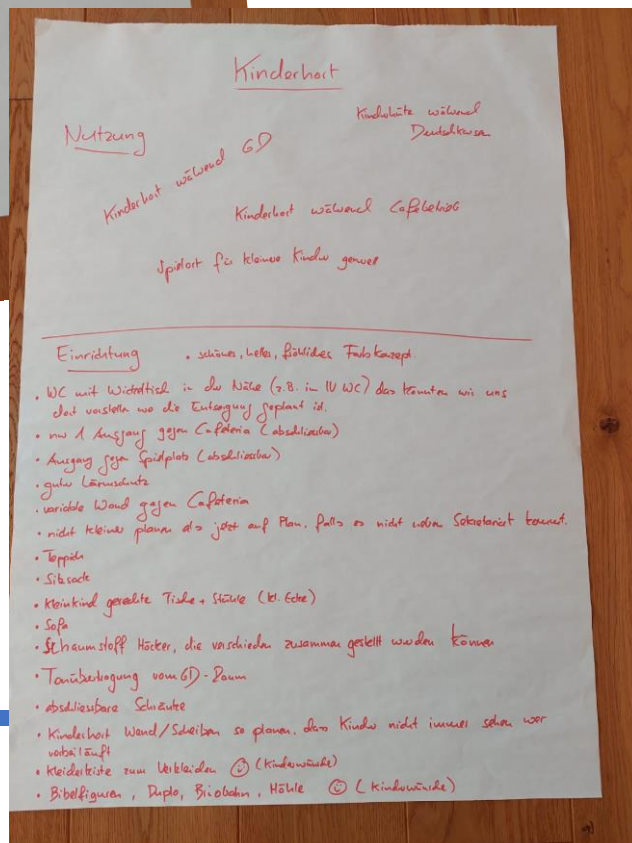 Kinderhort
Nutzung
Kinderhüte während
Deutschkursen
Kinderhort während GD
Kinderhort während Cafébetrieb
Spielort für kleine Kinder generell
Einrichtung
• schönes, helles, fröhliches Farbkonzept.
• WC mit Wickeltisch in der Nähe (z.B. im IV WC) das könnten wir uns
dort vorstellen wo die Entsorgung geplant ist.
• nur 1 Ausgang gegen Cafeteria (abschliessbar)
• Ausgang gegen Spielplatz (abschliessbar)
• guter Lärmschutz
• variable Wand gegen Cafeteria
• nicht kleiner planen als jetzt auf Plan, falls es nicht neben Sekretariat kommt.
• Teppich
• Sitzsack
• kleinkind gerechte Tische + Stühle (kl. Ecke)
• Sofa
• Schaumstoff Höcker, die verschieden zusammen gestellt werden können
• Tonübertragung vom GD-Raum
• abschliessbare Schränke
• Kinderhort Wand/Scheiben so planen, dass Kinder nicht immer sehen wer
vorbeiläuft
• Kleiderkiste zum Verkleiden ☺ (Kinderwünsche)
• Bibelfiguren, Duplo, Briobahn, Höhle ☺ (Kinderwünsche)